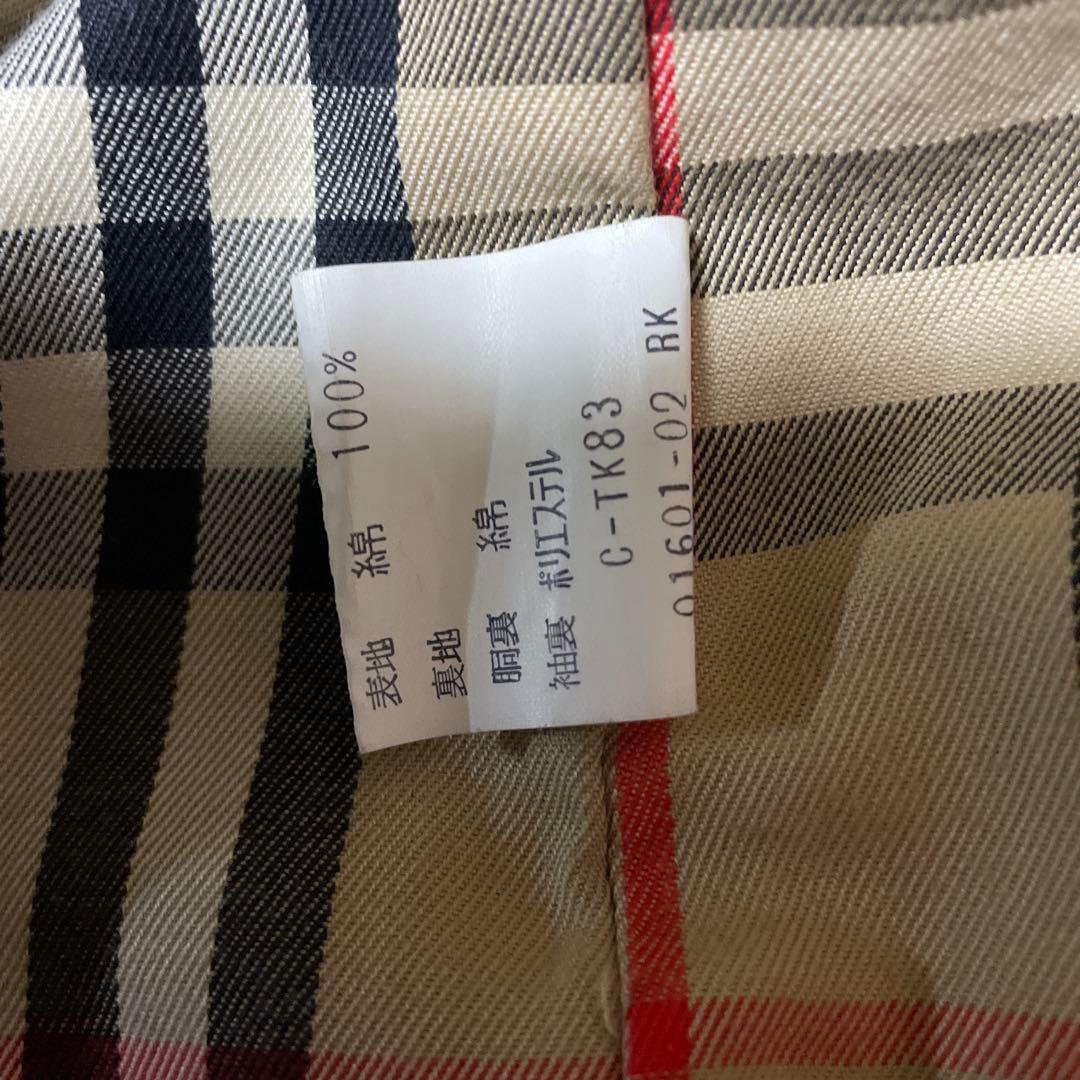 表地 綿 100%
裏地
胴裏 綿
袖裏 ポリエステル
C-TK83
01601-02 RK